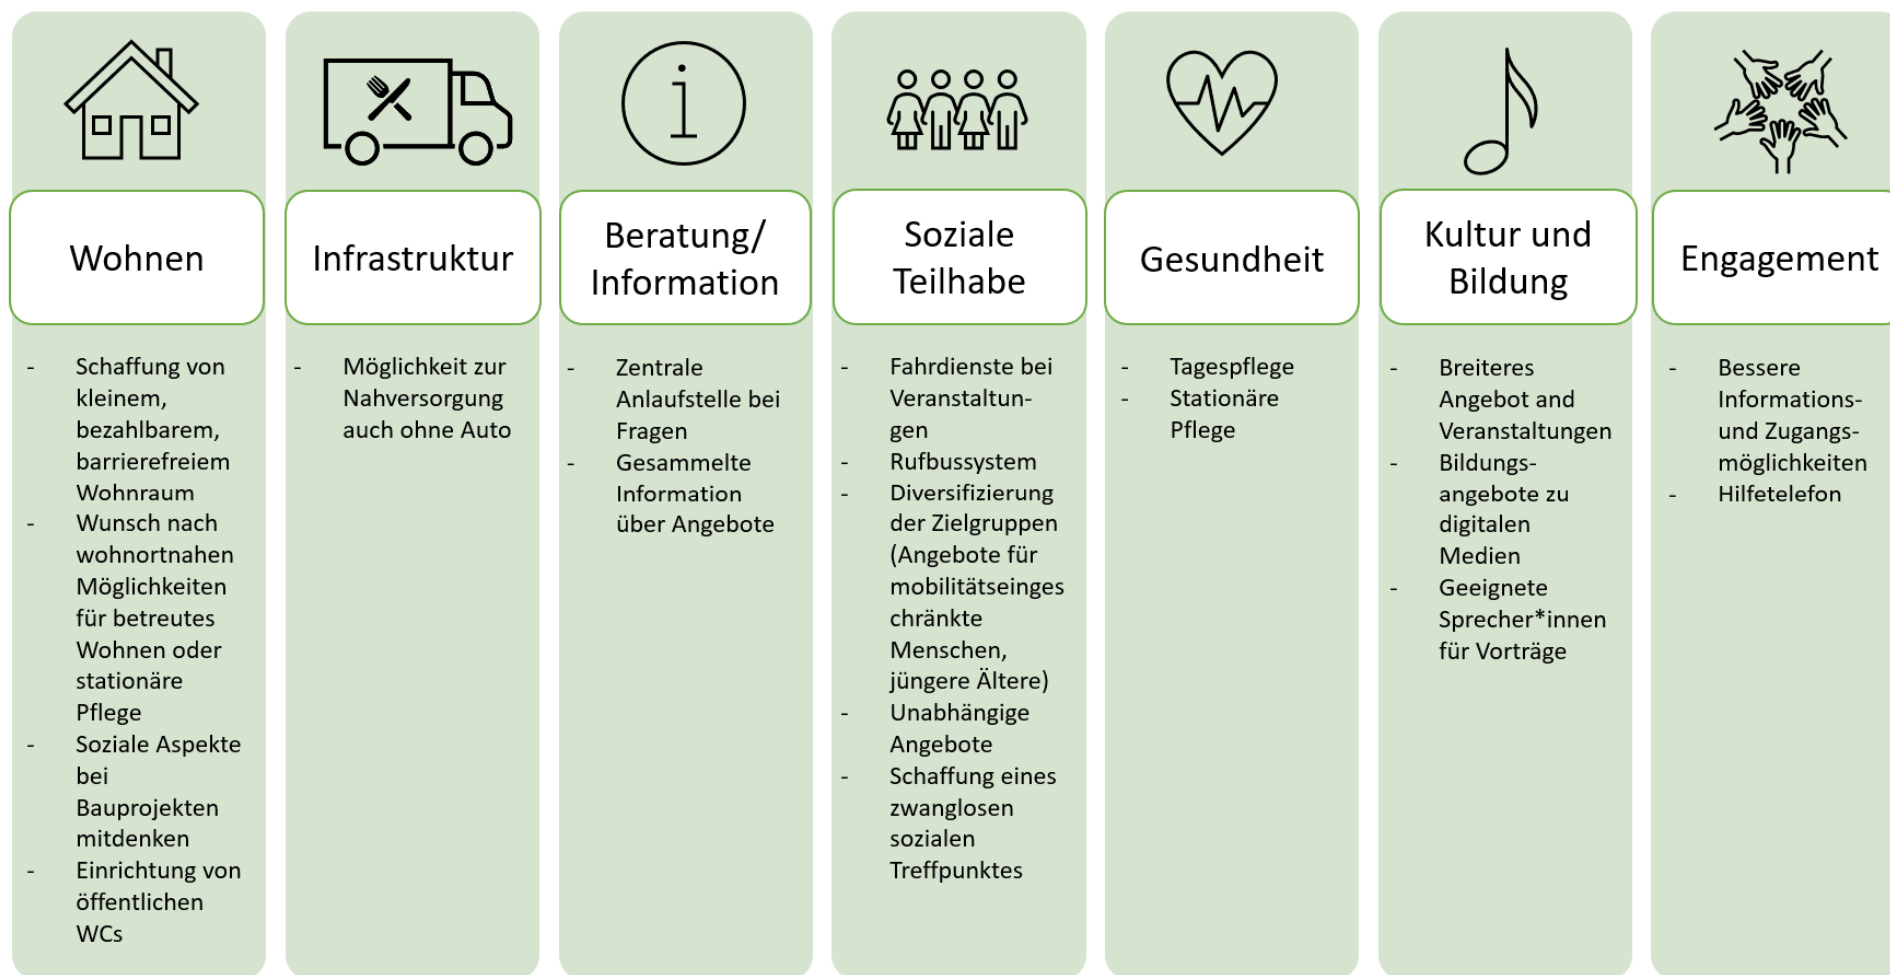 Wohnen
- Schaffung von
kleinem,
bezahlbarem,
barrierefreiem
Wohnraum
- Wunsch nach
wohnortnahen
Möglichkeiten
für betreutes
Wohnen oder
stationäre
Pflege
- Soziale Aspekte
bei
Bauprojekten
mitdenken
- Einrichtung von
öffentlichen
WCs
Infrastruktur
- Möglichkeit zur
Nahversorgung
auch ohne Auto
i
Beratung/
Information
- Zentrale
Anlaufstelle bei
Fragen
- Gesammelte
Information
über Angebote
Soziale
Teilhabe
- Fahrdienste bei
Veranstaltun-
gen
- Rufbussystem
- Diversifizierung
der Zielgruppen
(Angebote für
mobilitätseinges
chränkte
Menschen,
jüngere Ältere)
- Unabhängige
Angebote
- Schaffung eines
zwanglosen
sozialen
Treffpunktes
Gesundheit
- Tagespflege
- Stationäre
Pflege
Kultur und
Bildung
- Breiteres
Angebot and
Veranstaltungen
- Bildungs-
angebote zu
digitalen
Medien
- Geeignete
Sprecher*innen
für Vorträge
Engagement
- Bessere
Informations-
und Zugangs-
möglichkeiten
- Hilfetelefon